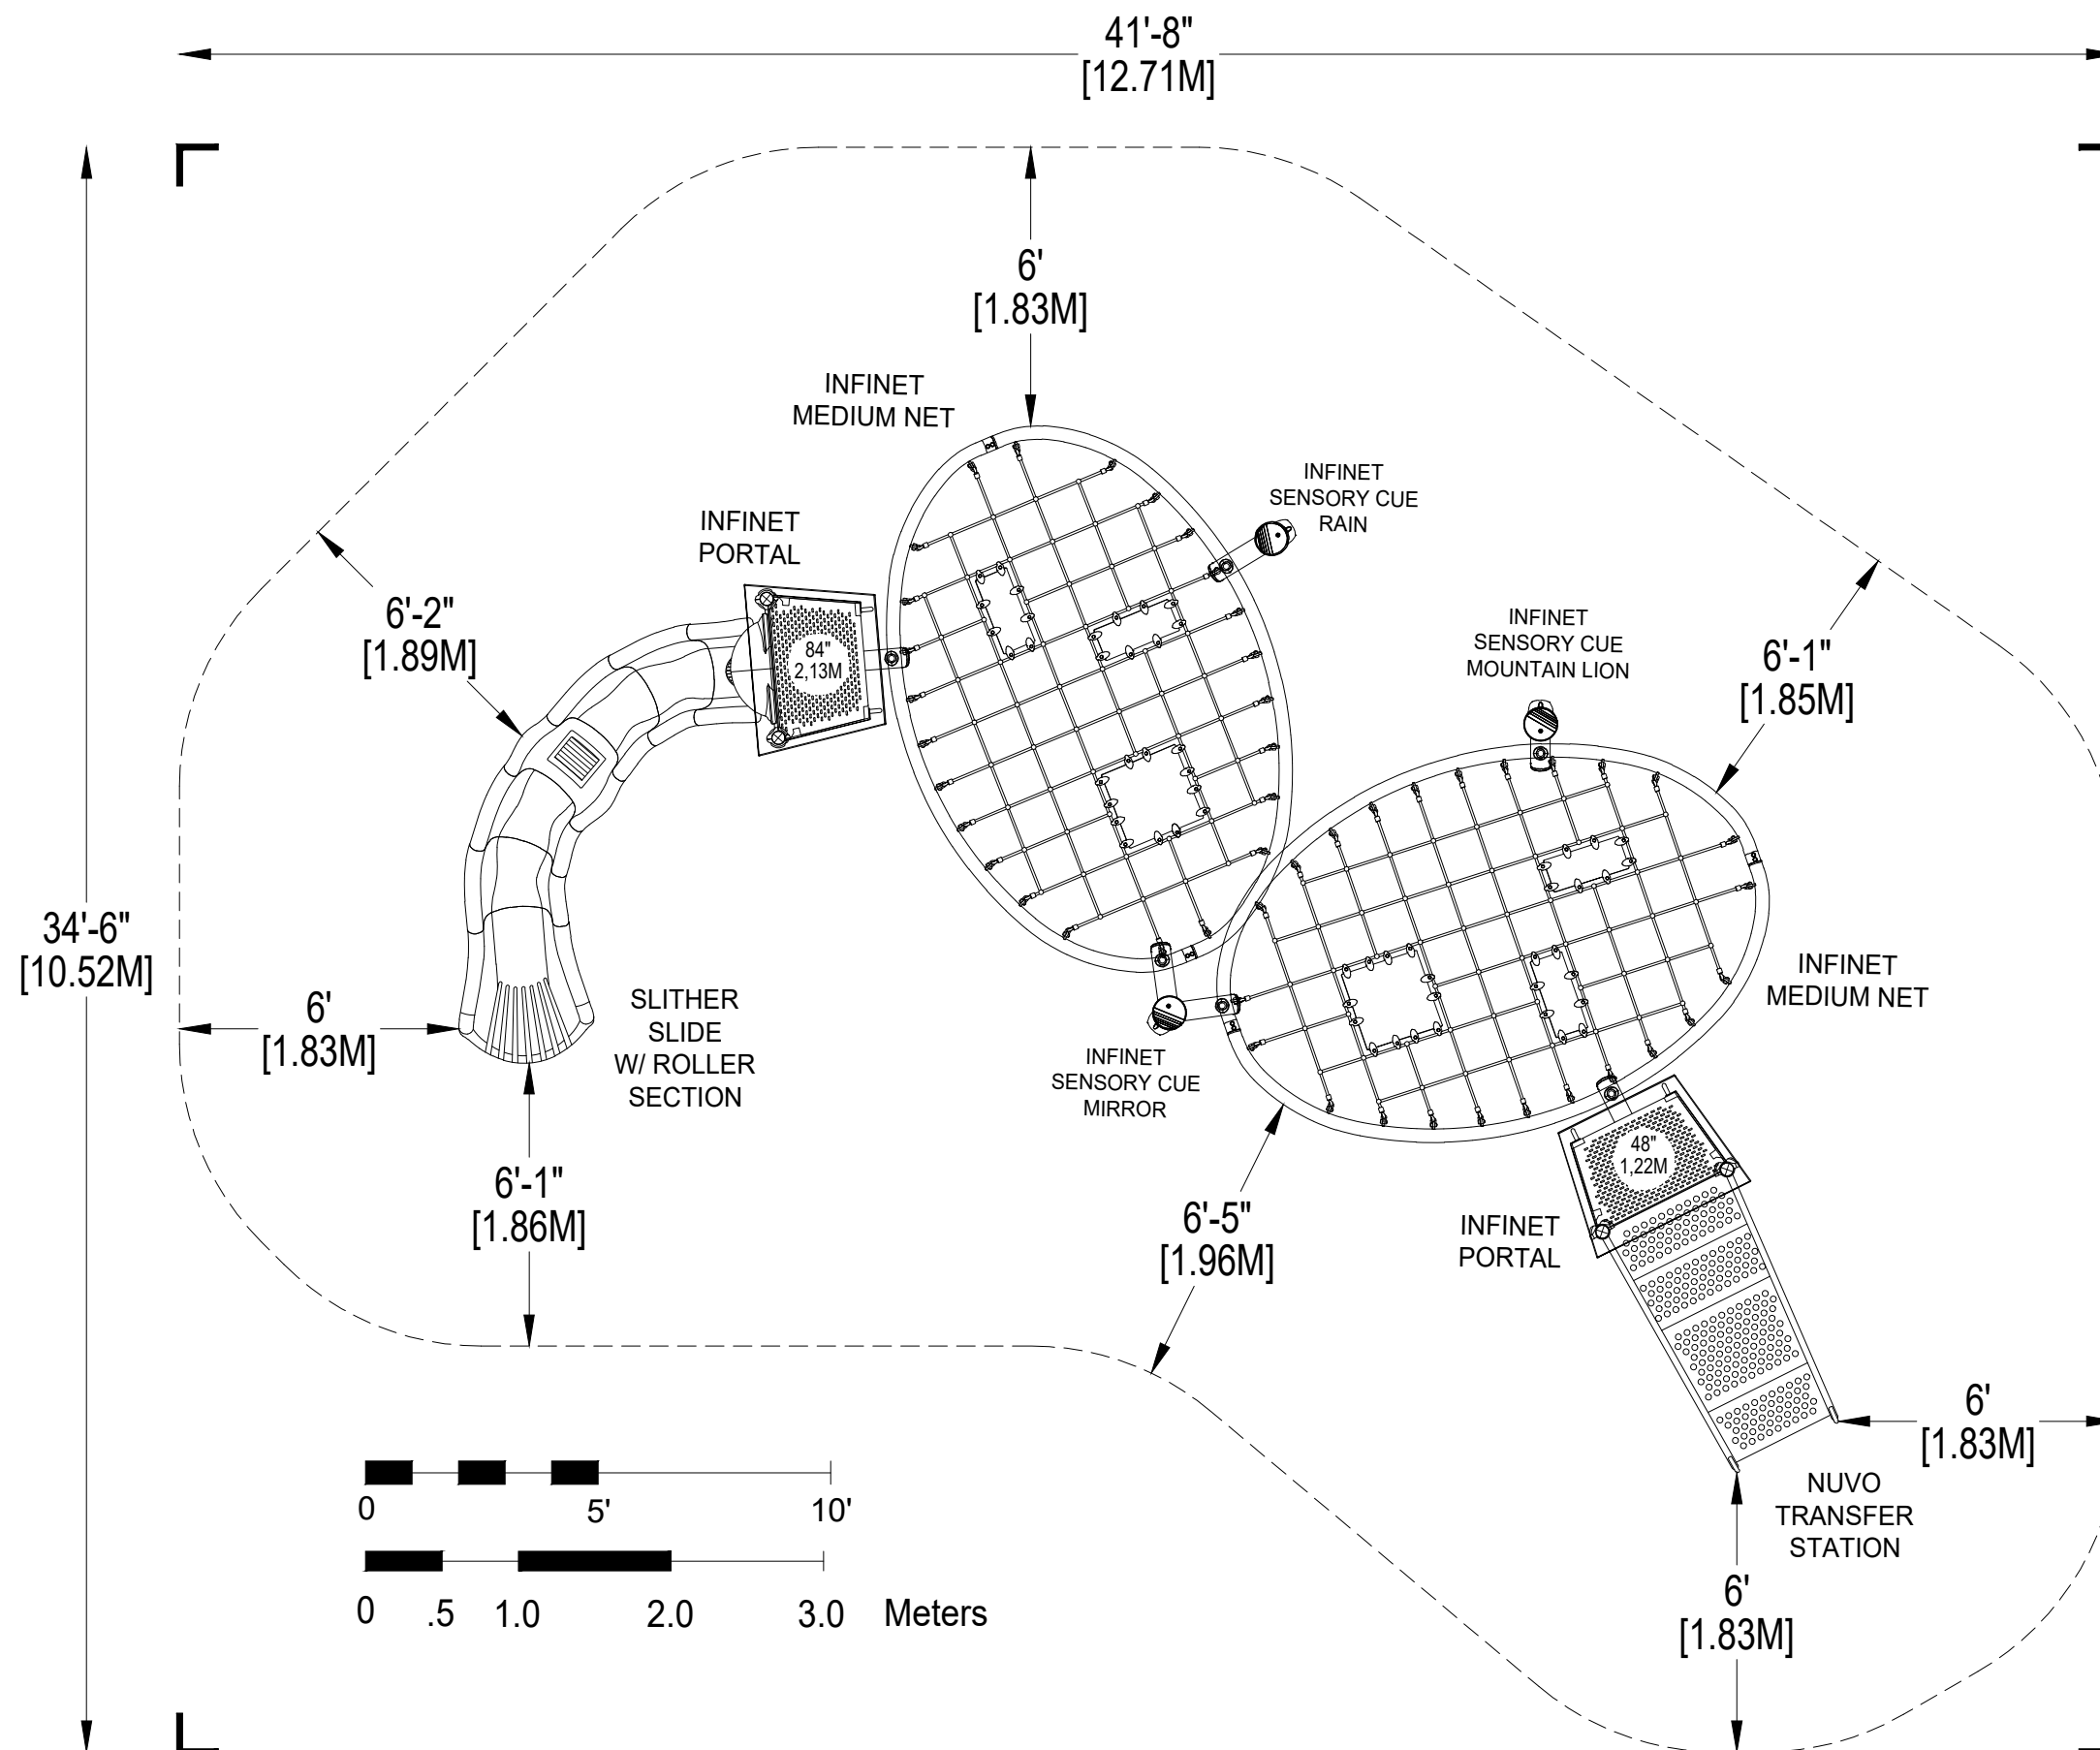 41'-8"
[12.71M]
6'
[1.83M]
INFINET
MEDIUM NET
INFINET
SENSORY CUE
RAIN
INFINET
PORTAL
84"
2,13M
6'-2"
[1.89M]
INFINET
SENSORY CUE
MOUNTAIN LION
6'-1"
[1.85M]
34'-6"
[10.52M]
6'
[1.83M]
SLITHER
SLIDE
W/ ROLLER
SECTION
INFINET
MEDIUM NET
INFINET
SENSORY CUE
MIRROR
48"
1,22M
6'-1"
[1.86M]
6'-5"
[1.96M]
INFINET
PORTAL
6'
[1.83M]
NUVO
TRANSFER
STATION
6'
[1.83M]
0 5' 10'
0 .5 1.0 2.0 3.0 Meters